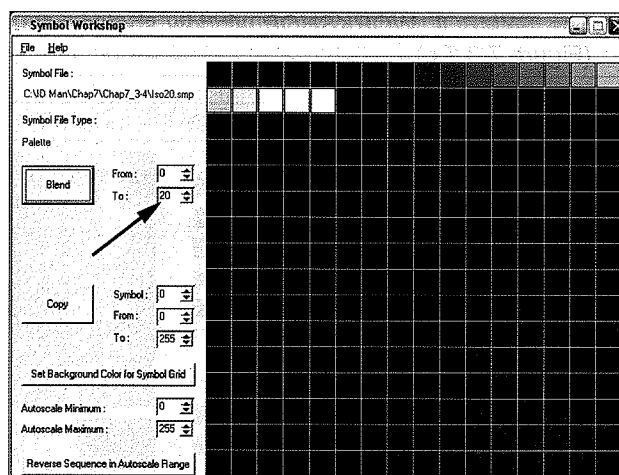 Symbol Workshop
File Help
Symbol File :
C:\ID Man\Chap7\Chap7_3-4\Iso20.smp
Symbol File Type :
Palette
Blend
From : 0
To : 20
Copy
Symbol : 0
From : 0
To : 255
Set Background Color for Symbol Grid
Autoscale Minimum : 0
Autoscale Maximum : 255
Reverse Sequence in Autoscale Range